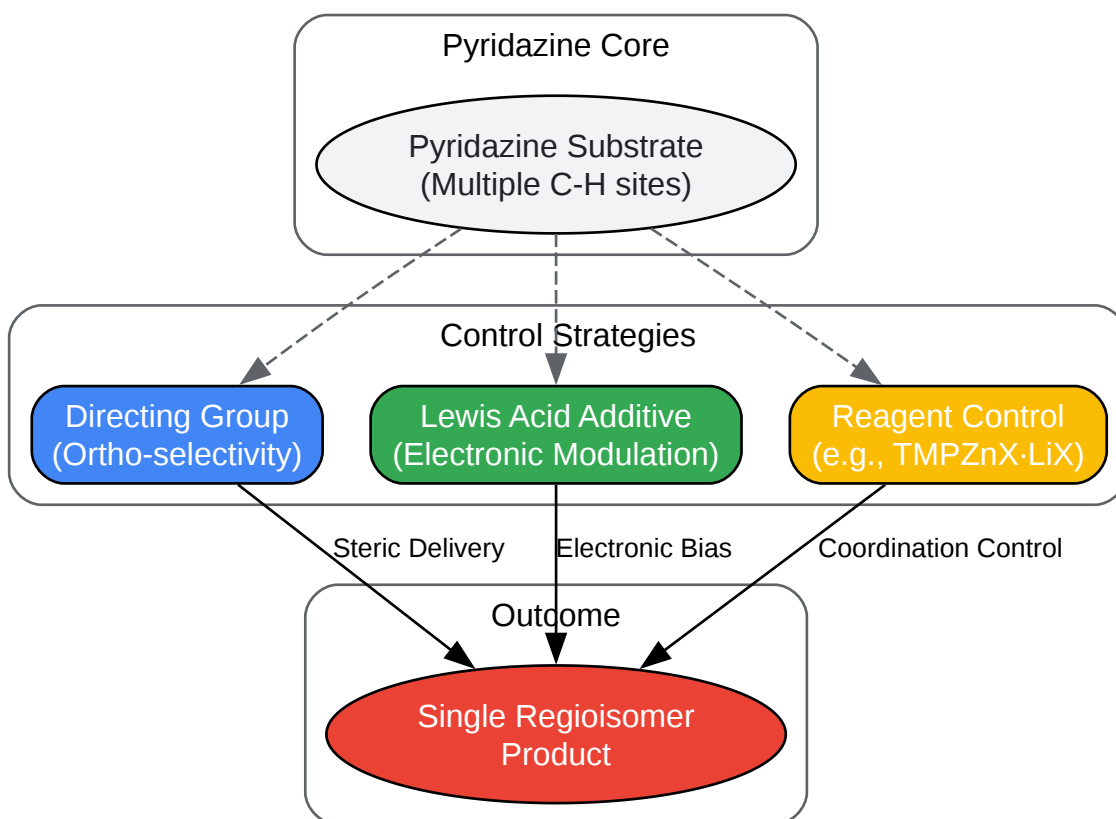 Pyridazine Core
Pyridazine Substrate
(Multiple C-H sites)
Control Strategies
Directing Group
(Ortho-selectivity)
Lewis Acid Additive
(Electronic Modulation)
Reagent Control
(e.g., TMPZnX·LiX)
Steric Delivery
Electronic Bias
Coordination Control
Outcome
Single Regioisomer
Product